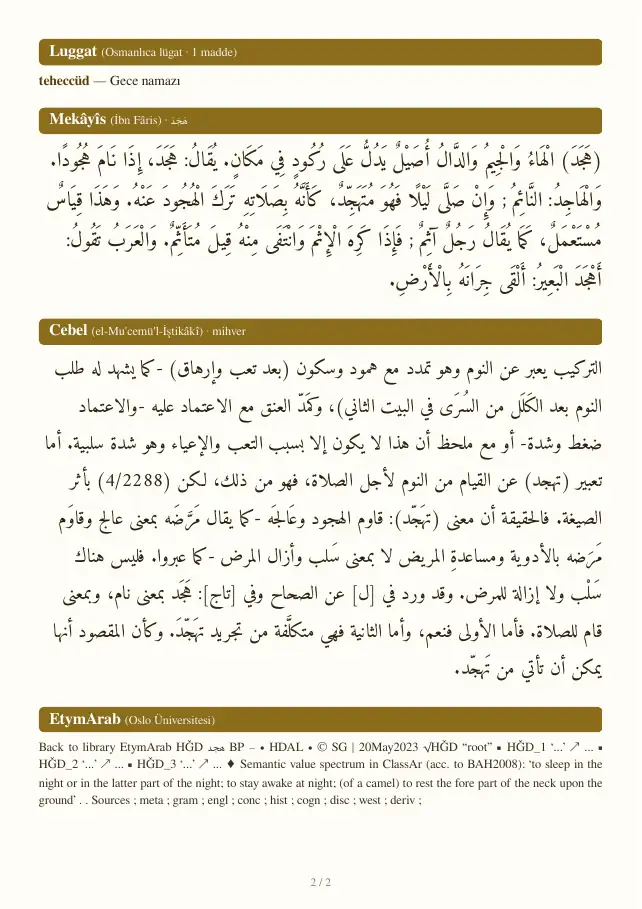 Luggat (Osmanlıca lügat · 1 madde)
teheccüd — Gece namazı
Mekâyîs (İbn Fâris) · هَجَدَ
(هَجَدَ) الْهَاءُ وَالْجِيمُ وَالدَّالُ أُصَيْلٌ يَدُلُّ عَلَى رُكُودٍ فِي مَكَانٍ. يُقَالُ: هَجَدَ، إِذَا نَامَ هُجُودًا.
وَالْهَاجِدُ: النَّائِمُ ; وَإِنْ صَلَّى لَيْلًا فَهُوَ مُتَهَجِّدٌ، كَأَنَّهُ بِصَلَاتِهِ تَرَكَ الْهُجُودَ عَنْهُ. وَهَذَا قِيَاسٌ
مُسْتَعْمَلٌ، كَمَا يُقَالُ رَجُلٌ آثِمٌ ; فَإِذَا كَرِهَ الْإِثْمَ وَانْتَفَى مِنْهُ قِيلَ مُتَأَثِّمٌ. وَالْعَرَبُ تَقُولُ:
أَهْجَدَ الْبَعِيرُ: أَلْقَى جِرَانَهُ بِالْأَرْضِ.
Cebel (el-Mu'cemü'l-İştikâkî) · mihver
التركيب يعبر عن النوم وهو تمدد مع همود وسكون (بعد تعب وإرهاق) -كما يشهد له طلب
النوم بعد الكَلَل من السُرَى في البيت الثاني)، وكمَدّ العنق مع الاعتماد عليه -والاعتماد
ضغط وشدة- أو مع ملحظ أن هذا لا يكون إلا بسبب التعب والإعياء وهو شدة سلبية. أما
تعبير (تهجد) عن القيام من النوم لأجل الصلاة، فهو من ذلك، لكن (4/2288) بأثر
الصيغة. فالحقيقة أن معنى (تهَجّد): قاوم الهجود وعَالجَه -كما يقال مَرَّضَه بمعنى عالج وقاوَم
مَرَضه بالأدوية ومساعدةِ المريض لا بمعنى سَلب وأزال المرض -كما عبروا. فليس هناك
سَلْب ولا إزالة للمرض. وقد ورد في [ل] عن الصحاح وفي [تاج]: هَجَد بمعنى نام، وبمعنى
قام للصلاة. فأما الأولى فنعم، وأما الثانية فهي متكلَّفة من تجريد تهَجّدَ. وكأن المقصود أنها
يمكن أن تأتي من تَهجّد.
EtymArab (Oslo Üniversitesi)
Back to library EtymArab HǦD هجد BP – • HDAL • © SG | 20May2023 √HǦD “root” ▪ HǦD_1 ‘...’ ↗ ... ▪
HǦD_2 ‘...’ ↗ ... ▪ HǦD_3 ‘...’ ↗ ... ♦ Semantic value spectrum in ClassAr (acc. to BAH2008): ‘to sleep in the
night or in the latter part of the night; to stay awake at night; (of a camel) to rest the fore part of the neck upon the
ground’ . . Sources ; meta ; gram ; engl ; conc ; hist ; cogn ; disc ; west ; deriv ;
2 / 2